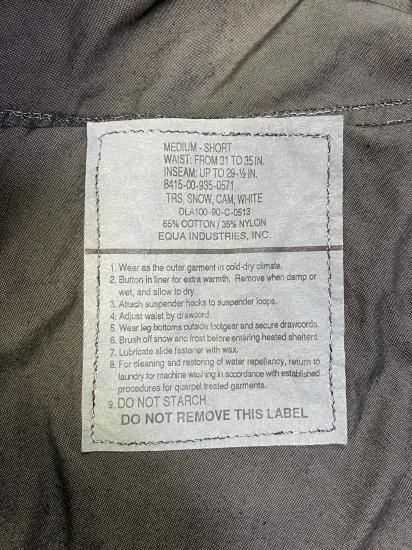 MEDIUM - SHORT
WAIST: FROM 31 TO 35 IN.
INSEAM: UP TO 29-½ IN.
8415-00-935-0571
TRS, SNOW, CAM, WHITE
DLA100-90-C-0513
65% COTTON / 35% NYLON
EQUA INDUSTRIES, INC.
1. Wear as the outer garment in cold-dry climate.
2. Button in liner for extra warmth. Remove when damp or
wet, and allow to dry.
3. Attach suspender hooks to suspender loops.
4. Adjust waist by drawcord.
5. Wear leg bottoms outside footgear and secure drawcords.
6. Brush off snow and frost before entering heated shelters.
7. Lubricate slide fastener with wax.
8. For cleaning and restoring of water repellancy, return to
laundry for machine washing in accordance with established
procedures for quarpel treated garments.
9. DO NOT STARCH
DO NOT REMOVE THIS LABEL